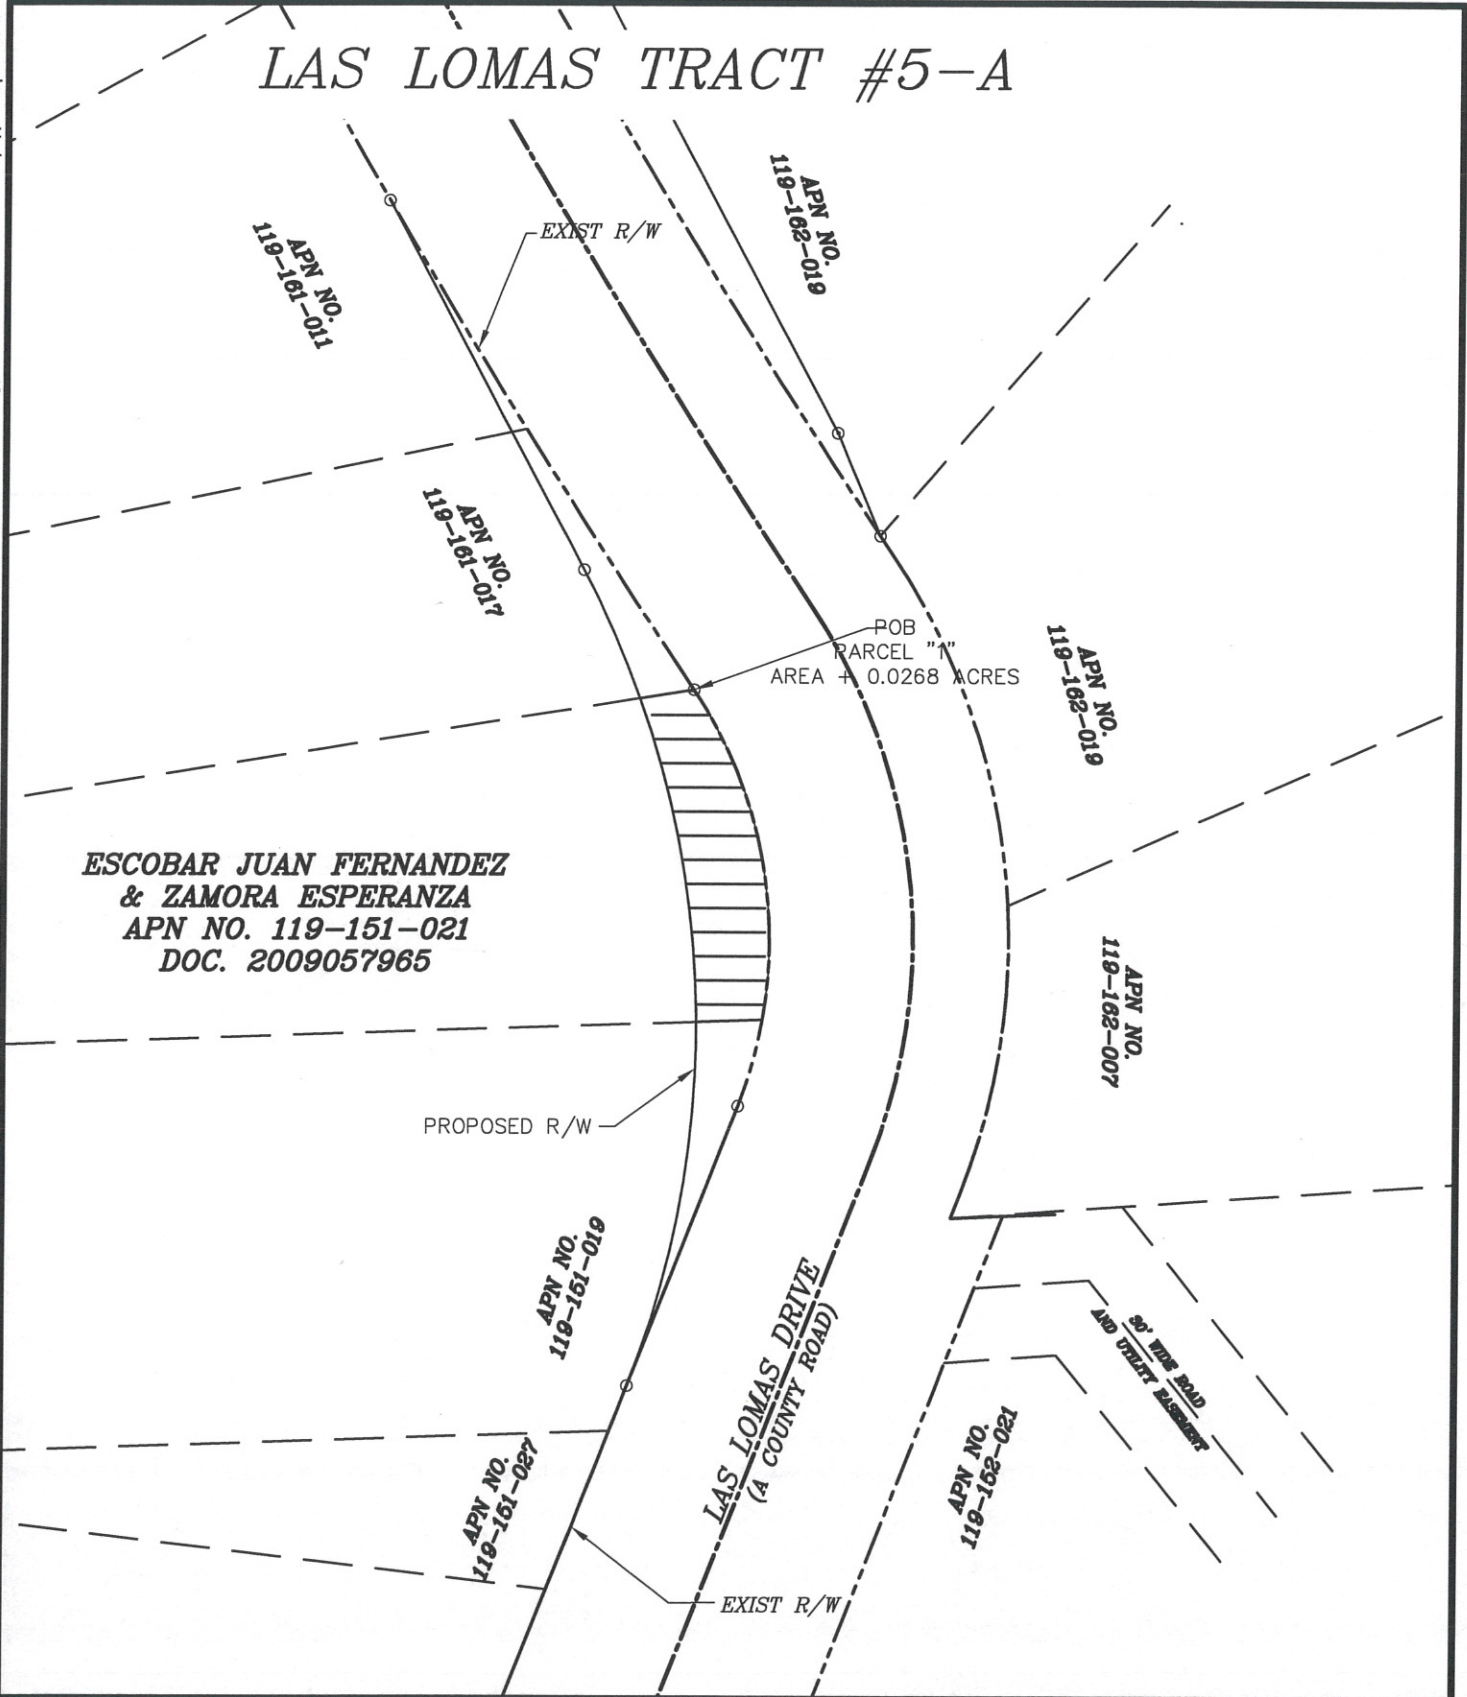 LAS LOMAS TRACT #5-A
APN NO.
119-162-019
EXIST R/W
APN NO.
119-161-011
APN NO.
119-161-017
POB
PARCEL "1"
AREA + 0.0268 ACRES
APN NO.
119-162-019
ESCOBAR JUAN FERNANDEZ
& ZAMORA ESPERANZA
APN NO. 119-151-021
DOC. 2009057965
APN NO.
119-162-007
PROPOSED R/W
APN NO.
119-151-019
LAS LOMAS DRIVE
(A COUNTY ROAD)
30' WIDE ROAD
AND UTILITY EASEMENT
APN NO.
119-152-021
APN NO.
119-151-027
EXIST R/W